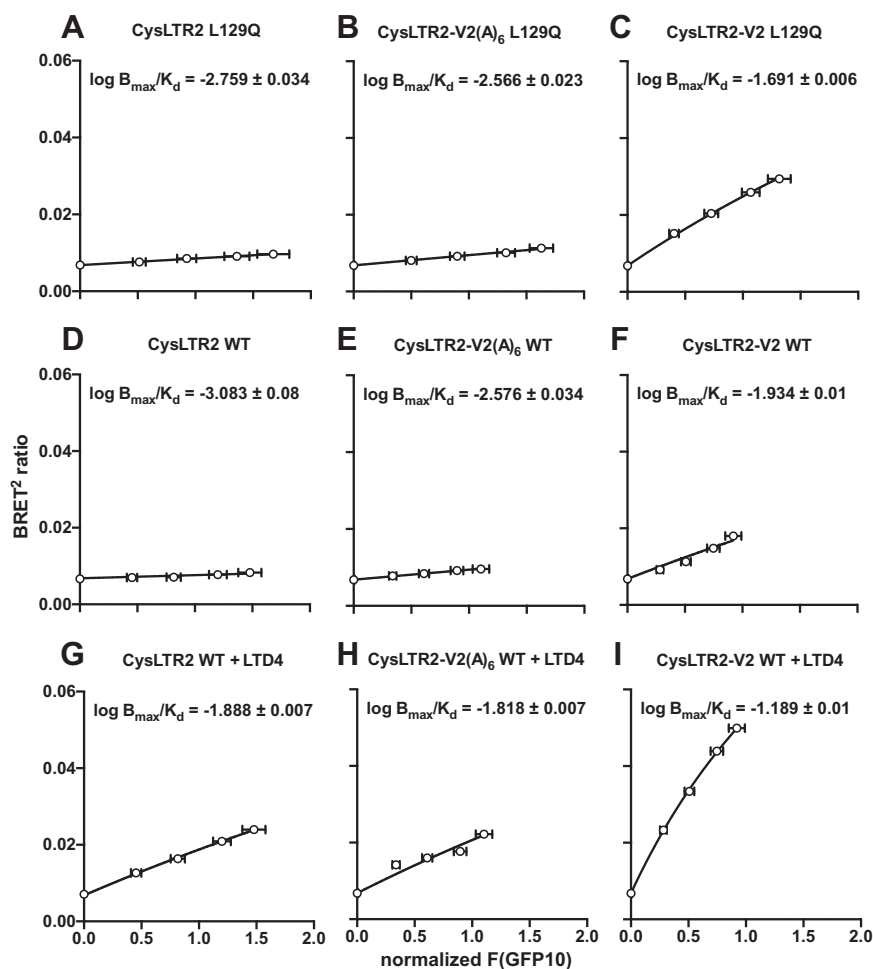 A CysLTR2 L129Q
B CysLTR2-V2(A)6 L129Q
C CysLTR2-V2 L129Q
log Bmax/Kd = -2.759 ± 0.034
log Bmax/Kd = -2.566 ± 0.023
log Bmax/Kd = -1.691 ± 0.006
0.06
0.04
0.02
0.00
D CysLTR2 WT
E CysLTR2-V2(A)6 WT
F CysLTR2-V2 WT
log Bmax/Kd = -3.083 ± 0.08
log Bmax/Kd = -2.576 ± 0.034
log Bmax/Kd = -1.934 ± 0.01
0.06
0.04
0.02
0.00
BRET2 ratio
G CysLTR2 WT + LTD4
H CysLTR2-V2(A)6 WT + LTD4
I CysLTR2-V2 WT + LTD4
log Bmax/Kd = -1.888 ± 0.007
log Bmax/Kd = -1.818 ± 0.007
log Bmax/Kd = -1.189 ± 0.01
0.06
0.04
0.02
0.00
0.0 0.5 1.0 1.5 2.0
0.0 0.5 1.0 1.5 2.0
0.0 0.5 1.0 1.5 2.0
normalized F(GFP10)